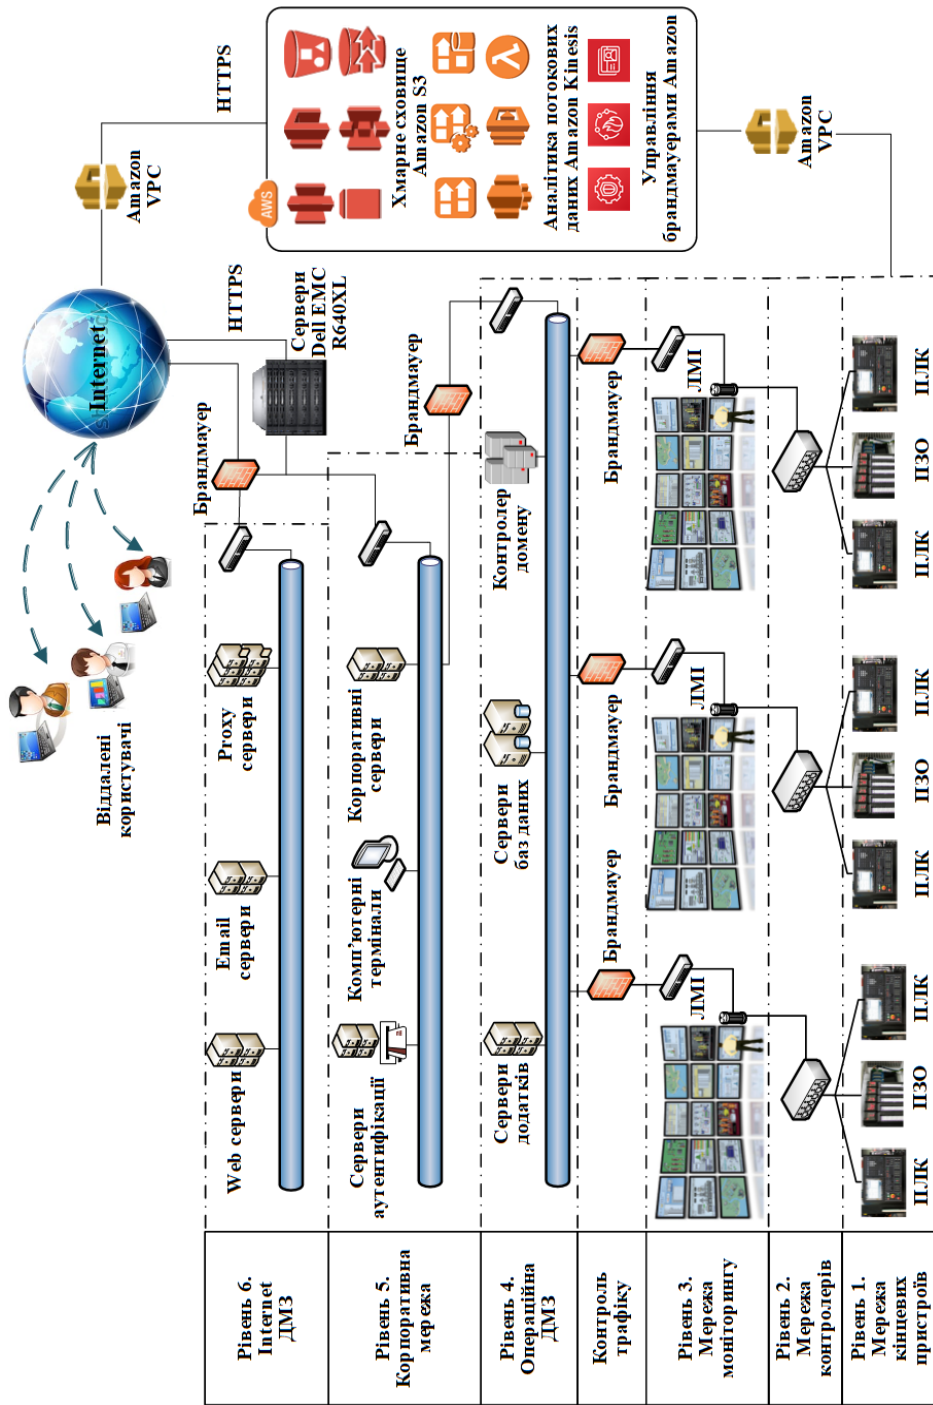 Віддалені
користувачі
Internet
Amazon
VPC
HTTPS
Брандмауер
HTTPS
Сервери
Dell EMC
R640XL
AWS
Хмарне сховище
Amazon S3
Аналітика потокових
даних Amazon Kinesis
Управління
брандмауерами Amazon
Amazon
VPC
Рівень 6.
Internet
ДМЗ
Web сервери
Email
сервери
Proxy
сервери
Рівень 5.
Корпоративна
мережа
Сервери
аутентифікації
Комп'ютерні
термінали
Корпоративні
сервери
Брандмауер
Рівень 4.
Операційна
ДМЗ
Сервери
додатків
Сервери
баз даних
Контролер
домену
Контроль
трафіку
Брандмауер
Брандмауер
Брандмауер
Рівень 3.
Мережа
моніторингу
ЛМІ
ЛМІ
ЛМІ
Рівень 2.
Мережа
контролерів
Рівень 1.
Мережа
кінцевих
пристроїв
ПЛК
ПЗО
ПЛК
ПЛК
ПЗО
ПЛК
ПЛК
ПЗО
ПЛК